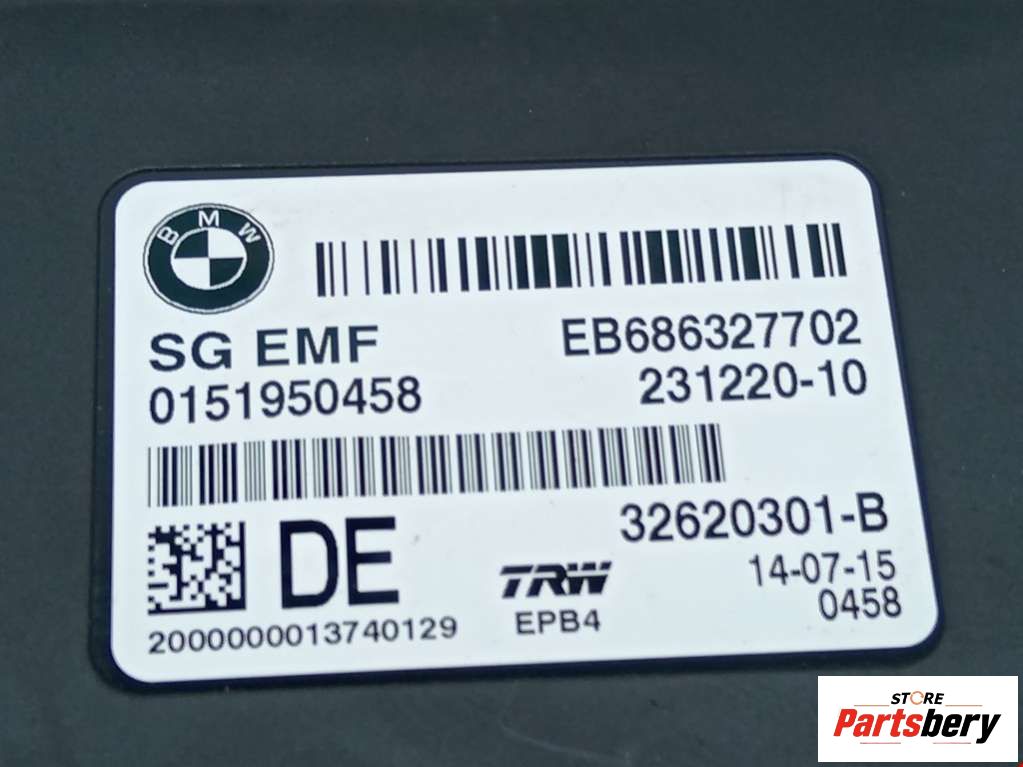 BMW
SG EMF
EB686327702
0151950458
231220-10
DE
32620301-B
TRW
14-07-15
EPB4
0458
2000000013740129
STORE
Partsbery